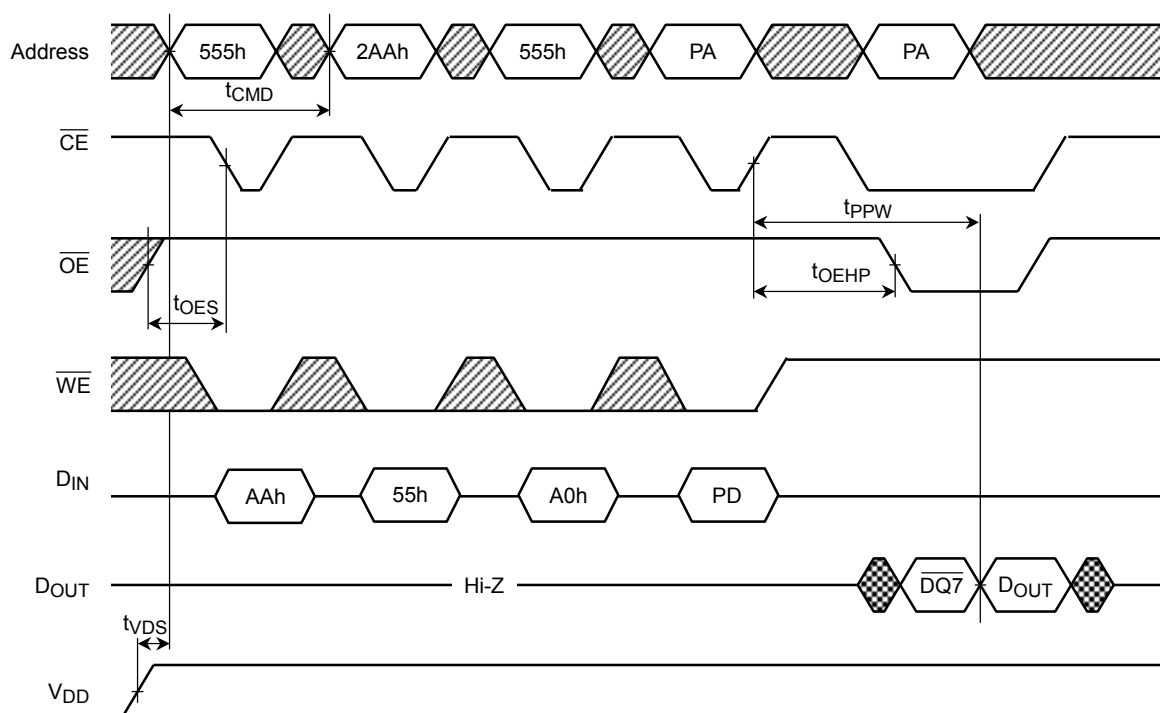 Address 555h 2AAh 555h PA PA
tCMD
CE
tPPW
OE
tOEHP
tOES
WE
DIN AAh 55h A0h PD
DOUT Hi-Z DQ7 DOUT
tVDS
VDD